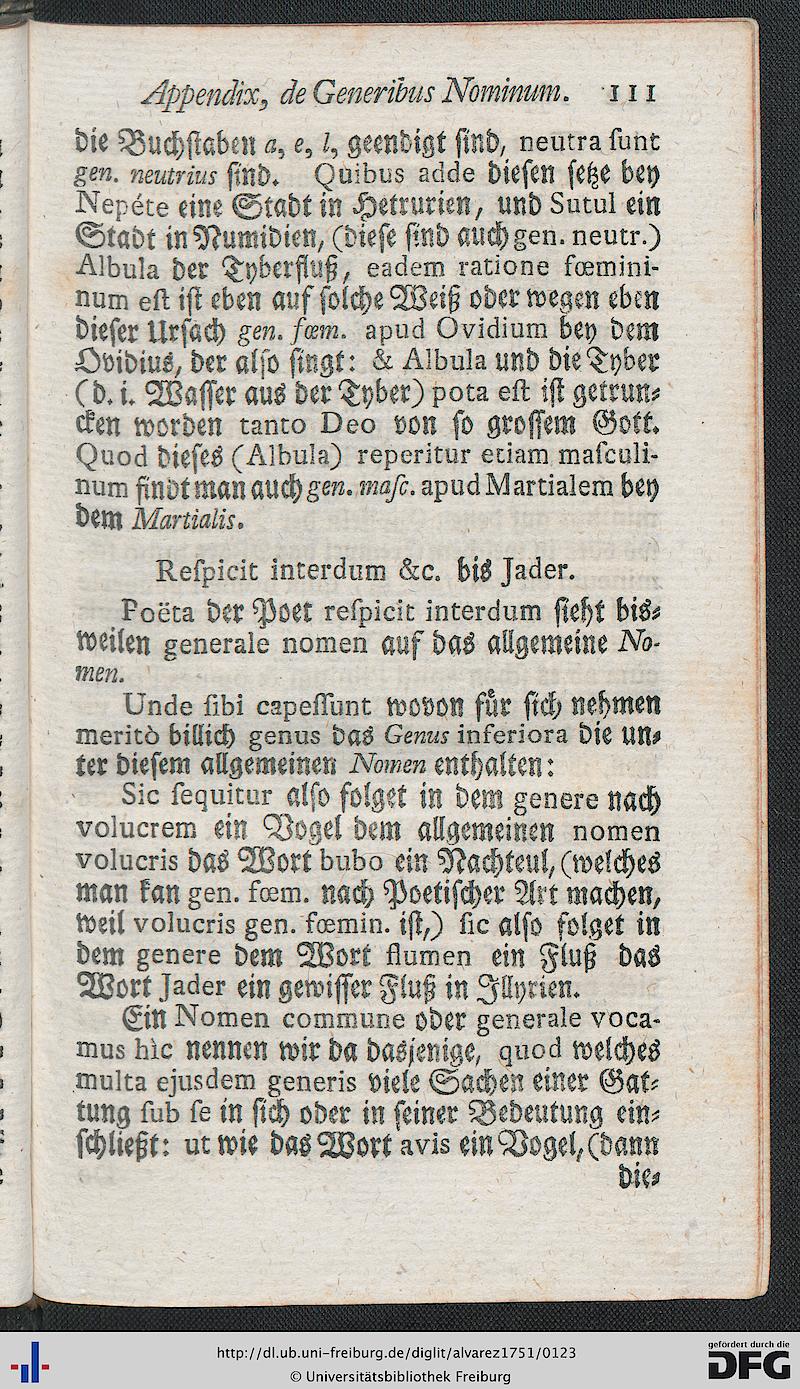 Appendix, de Generibus Nominum. 111
die Buchſtaben a, e, l, geendigt ſind, neutra ſunt
gen. neutrius ſind. Quibus adde dieſen ſetze bey
Nepéte eine Stadt in Hetrurien, und Sutul ein
Stadt in Numidien, (dieſe ſind auch gen. neutr.)
Albula der Tyberfluß, eadem ratione fœmini-
num eſt iſt eben auf ſolche Weiß oder wegen eben
dieſer Urſach gen. fœm. apud Ovidium bey dem
Ovidius, der alſo ſingt: & Albula und die Tyber
(d. i. Waſſer aus der Tyber) pota eſt iſt getrun⸗
cken worden tanto Deo von ſo groſſem Gott.
Quod dieſes (Albula) reperitur etiam maſculi-
num findt man auch gen. maſc. apud Martialem bey
dem Martialis.
Reſpicit interdum &c. bis Jader.
Poëta der Poet reſpicit interdum ſieht bis⸗
weilen generale nomen auf das allgemeine No-
men.
Unde ſibi capeſſunt wovon fuͤr ſich nehmen
meritò billich genus das Genus inferiora die un⸗
ter dieſem allgemeinen Nomen enthalten:
Sic ſequitur alſo folget in dem genere nach
volucrem ein Vogel dem allgemeinen nomen
volucris das Wort bubo ein Nachteul, (welches
man kan gen. fœm. nach Poetiſcher Art machen,
weil volucris gen. fœmin. iſt,) ſic alſo folget in
dem genere dem Wort flumen ein Fluß das
Wort Jader ein gewiſſer Fluß in Illyrien.
Ein Nomen commune oder generale voca-
mus hìc nennen wir da dasjenige, quod welches
multa ejusdem generis viele Sachen einer Gat⸗
tung ſub ſe in ſich oder in ſeiner Bedeutung ein⸗
ſchließt: ut wie das Wort avis ein Vogel, (dann
die⸗
http://dl.ub.uni-freiburg.de/diglit/alvarez1751/0123
© Universitätsbibliothek Freiburg
gefördert durch die
DFG